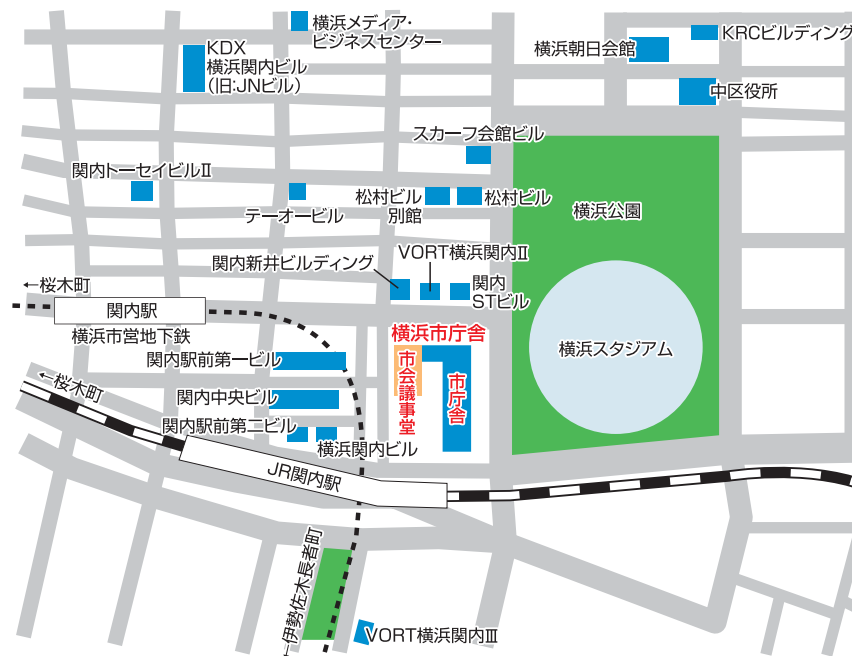 横浜メディア・
ビジネスセンター
KDX
横浜関内ビル
（旧:JNビル）
横浜朝日会館
KRCビルディング
中区役所
スカーフ会館ビル
関内トーセイビルⅡ
テーオービル
松村ビル
別館
松村ビル
横浜公園
関内新井ビルディング
VORT横浜関内Ⅱ
関内
STビル
←桜木町
関内駅
横浜市営地下鉄
横浜市庁舎
市会議事堂
市庁舎
横浜スタジアム
関内駅前第一ビル
←桜木町
関内中央ビル
関内駅前第二ビル
横浜関内ビル
JR関内駅
←伊勢佐木長者町
VORT横浜関内Ⅲ